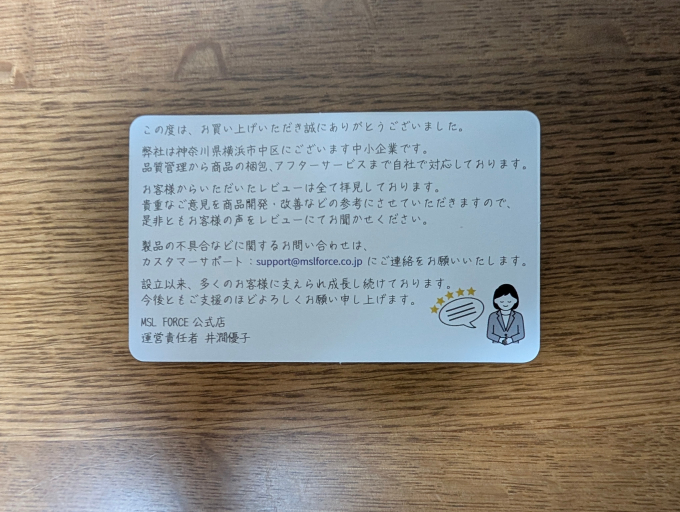 この度は、お買い上げいただき誠にありがとうございました。
弊社は神奈川県横浜市中区にございます中小企業です。
品質管理から商品の梱包、アフターサービスまで自社で対応しております。
お客様からいただいたレビューは全て拝見しております。
貴重なご意見を商品開発・改善などの参考にさせていただきますので、
是非ともお客様の声をレビューにてお聞かせください。
製品の不具合などに関するお問い合わせは、
カスタマーサポート：support@mslforce.co.jp にご連絡をお願いいたします。
設立以来、多くのお客様に支えられ成長し続けております。
今後ともご支援のほどよろしくお願い申し上げます。
MSL FORCE 公式店
運営責任者 井澗優子